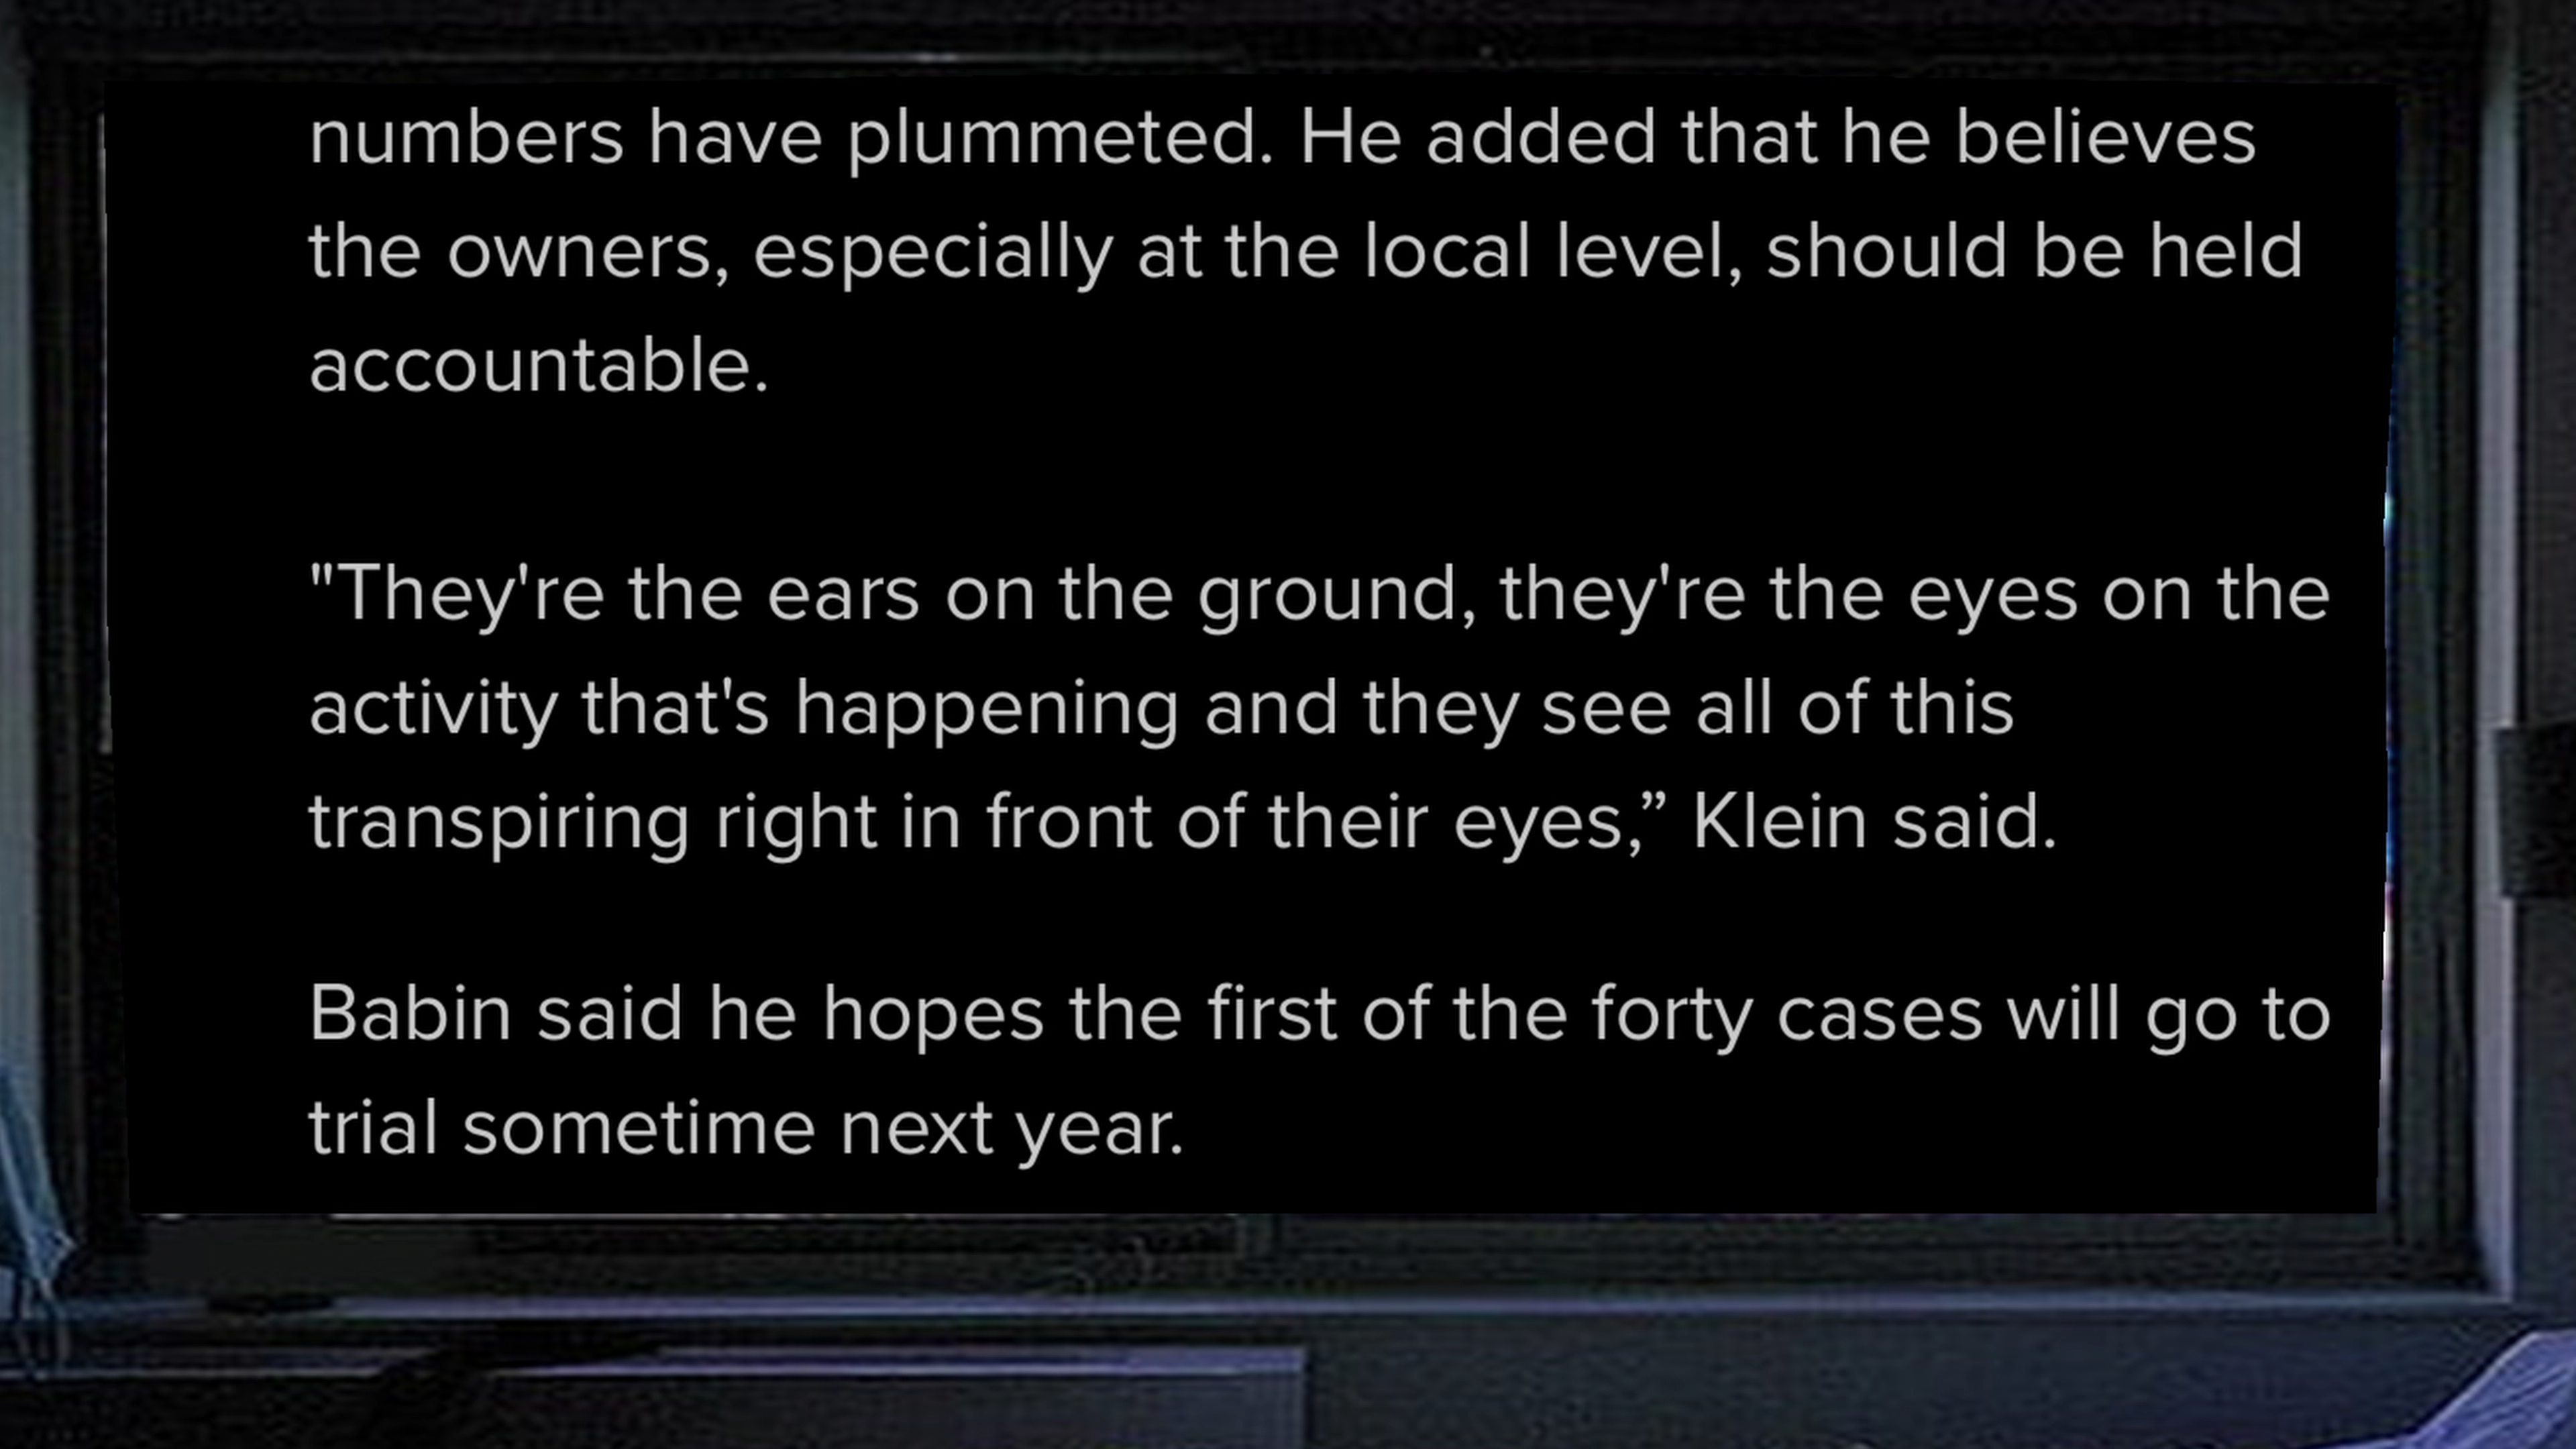 numbers have plummeted. He added that he believes
the owners, especially at the local level, should be held
accountable.
"They're the ears on the ground, they're the eyes on the
activity that's happening and they see all of this
transpiring right in front of their eyes,” Klein said.
Babin said he hopes the first of the forty cases will go to
trial sometime next year.